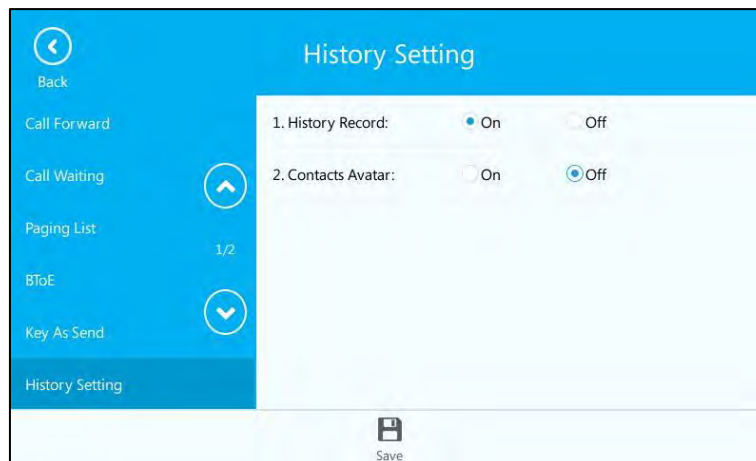 History Setting
Back
Call Forward
Call Waiting
Paging List
1/2
BToE
Key As Send
History Setting
1. History Record: On Off
2. Contacts Avatar: On Off
Save